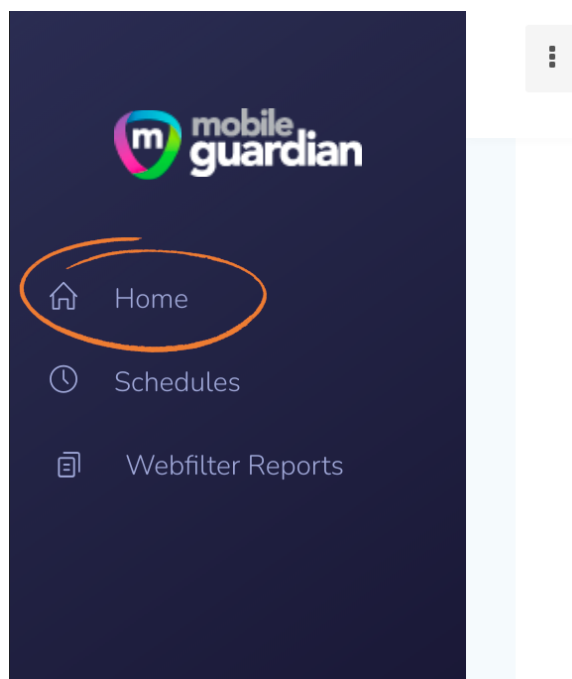 m
mobile
guardian
Home
Schedules
Webfilter Reports